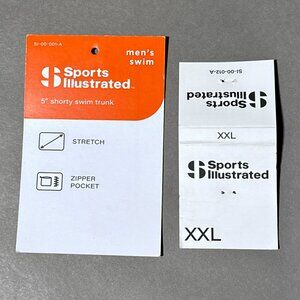 SI-00-001-A
men's
swim
Sports
Illustrated
5" shorty swim trunk
STRETCH
ZIPPER
POCKET
SI-00-012-A
Sports
Illustrated
XXL
Sports
Illustrated
XXL